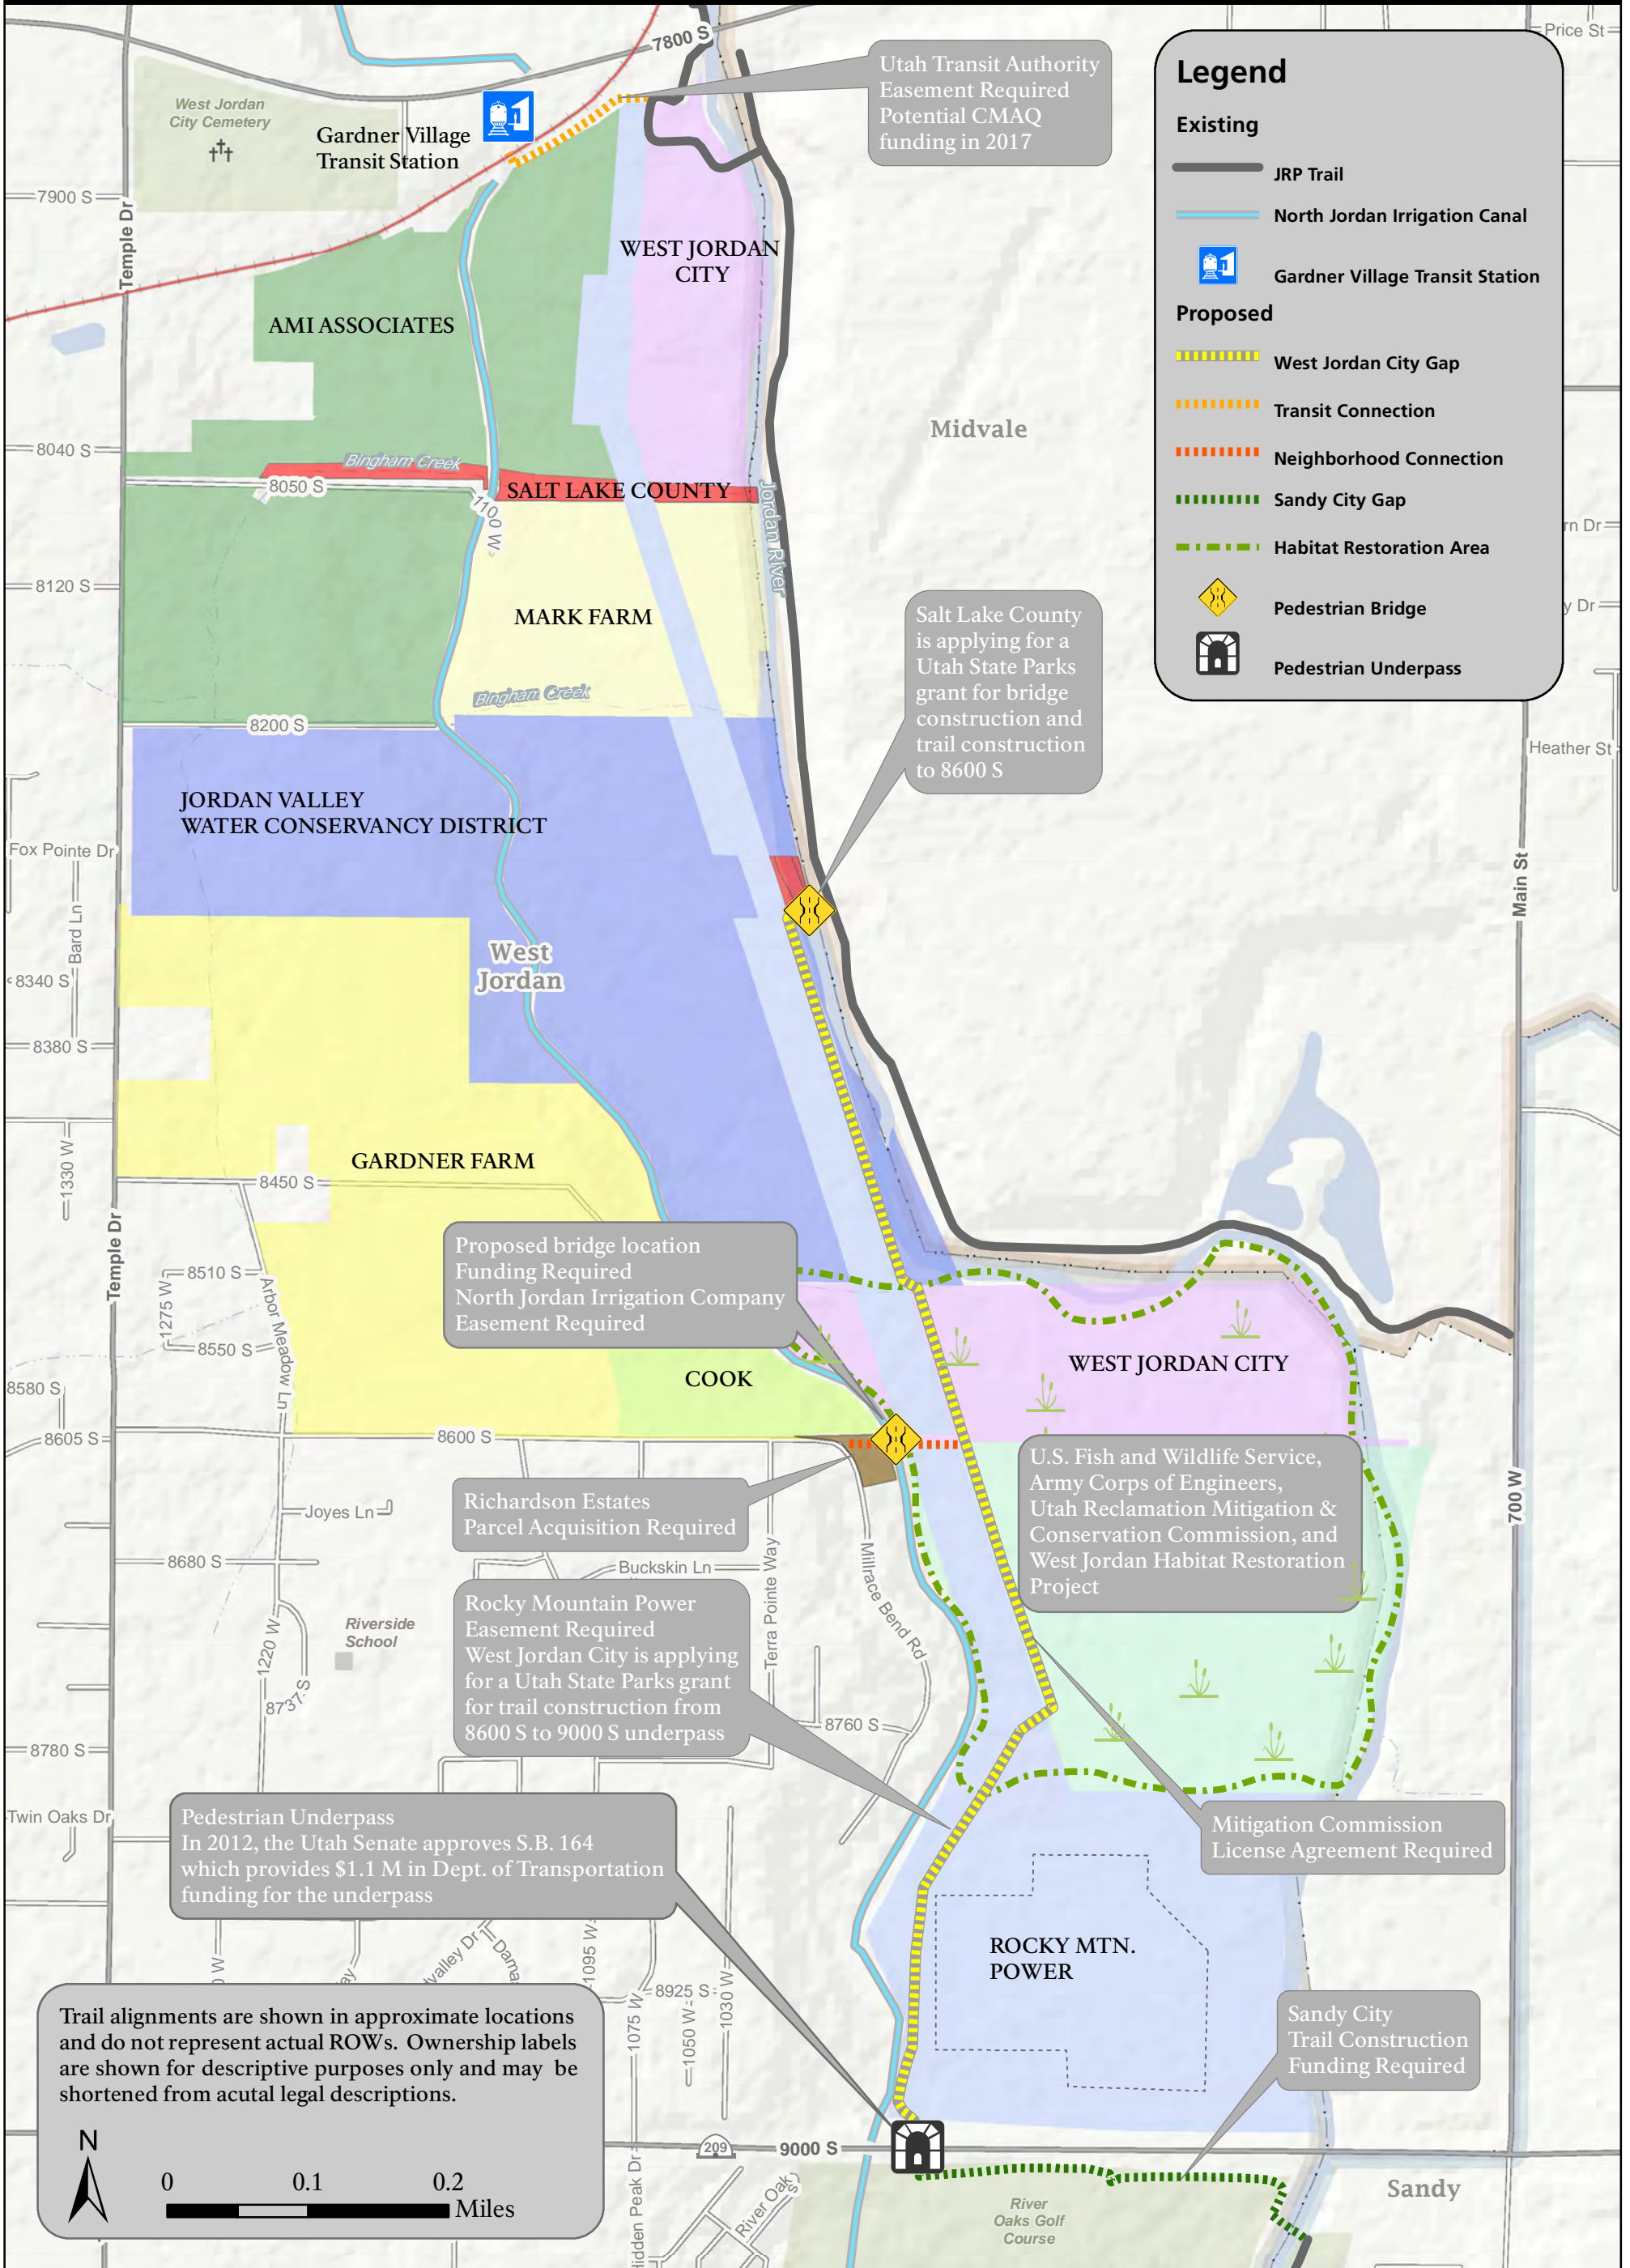 7800 S
Price St
West Jordan
City Cemetery
Gardner Village
Transit Station
Utah Transit Authority
Easement Required
Potential CMAQ
funding in 2017
Legend
Existing
JRP Trail
North Jordan Irrigation Canal
Gardner Village Transit Station
Proposed
West Jordan City Gap
Transit Connection
Neighborhood Connection
Sandy City Gap
Habitat Restoration Area
Pedestrian Bridge
Pedestrian Underpass
7900 S
Temple Dr
WEST JORDAN
CITY
AMI ASSOCIATES
Midvale
8040 S
Bingham Creek
8050 S
SALT LAKE COUNTY
1100 W
Jordan River
rn Dr
8120 S
MARK FARM
y Dr
Salt Lake County
is applying for a
Utah State Parks
grant for bridge
construction and
trail construction
to 8600 S
Bingham Creek
8200 S
Heather St
JORDAN VALLEY
WATER CONSERVANCY DISTRICT
Fox Pointe Dr
Main St
Bard Ln
West
Jordan
8340 S
8380 S
1330 W
GARDNER FARM
8450 S
Temple Dr
Proposed bridge location
Funding Required
North Jordan Irrigation Company
Easement Required
8510 S
1275 W
Arbor Meadow Ln
8550 S
WEST JORDAN CITY
COOK
8580 S
8605 S
8600 S
U.S. Fish and Wildlife Service,
Army Corps of Engineers,
Utah Reclamation Mitigation &
Conservation Commission, and
West Jordan Habitat Restoration
Project
700 W
Richardson Estates
Parcel Acquisition Required
Joyes Ln
8680 S
Buckskin Ln
Terra Pointe Way
Millrace Bend Rd
Rocky Mountain Power
Easement Required
West Jordan City is applying
for a Utah State Parks grant
for trail construction from
8600 S to 9000 S underpass
Riverside
School
1220 W
8737 S
8760 S
8780 S
Pedestrian Underpass
In 2012, the Utah Senate approves S.B. 164
which provides $1.1 M in Dept. of Transportation
funding for the underpass
Twin Oaks Dr
Mitigation Commission
License Agreement Required
ROCKY MTN.
POWER
0 W
ay
valley Dr
Dama
1095 W
8925 S
1075 W
1050 W
1030 W
Trail alignments are shown in approximate locations
and do not represent actual ROWs. Ownership labels
are shown for descriptive purposes only and may be
shortened from acutal legal descriptions.
N
0 0.1 0.2
Miles
Sandy City
Trail Construction
Funding Required
209
9000 S
Hidden Peak Dr
River Oaks
River
Oaks Golf
Course
Sandy